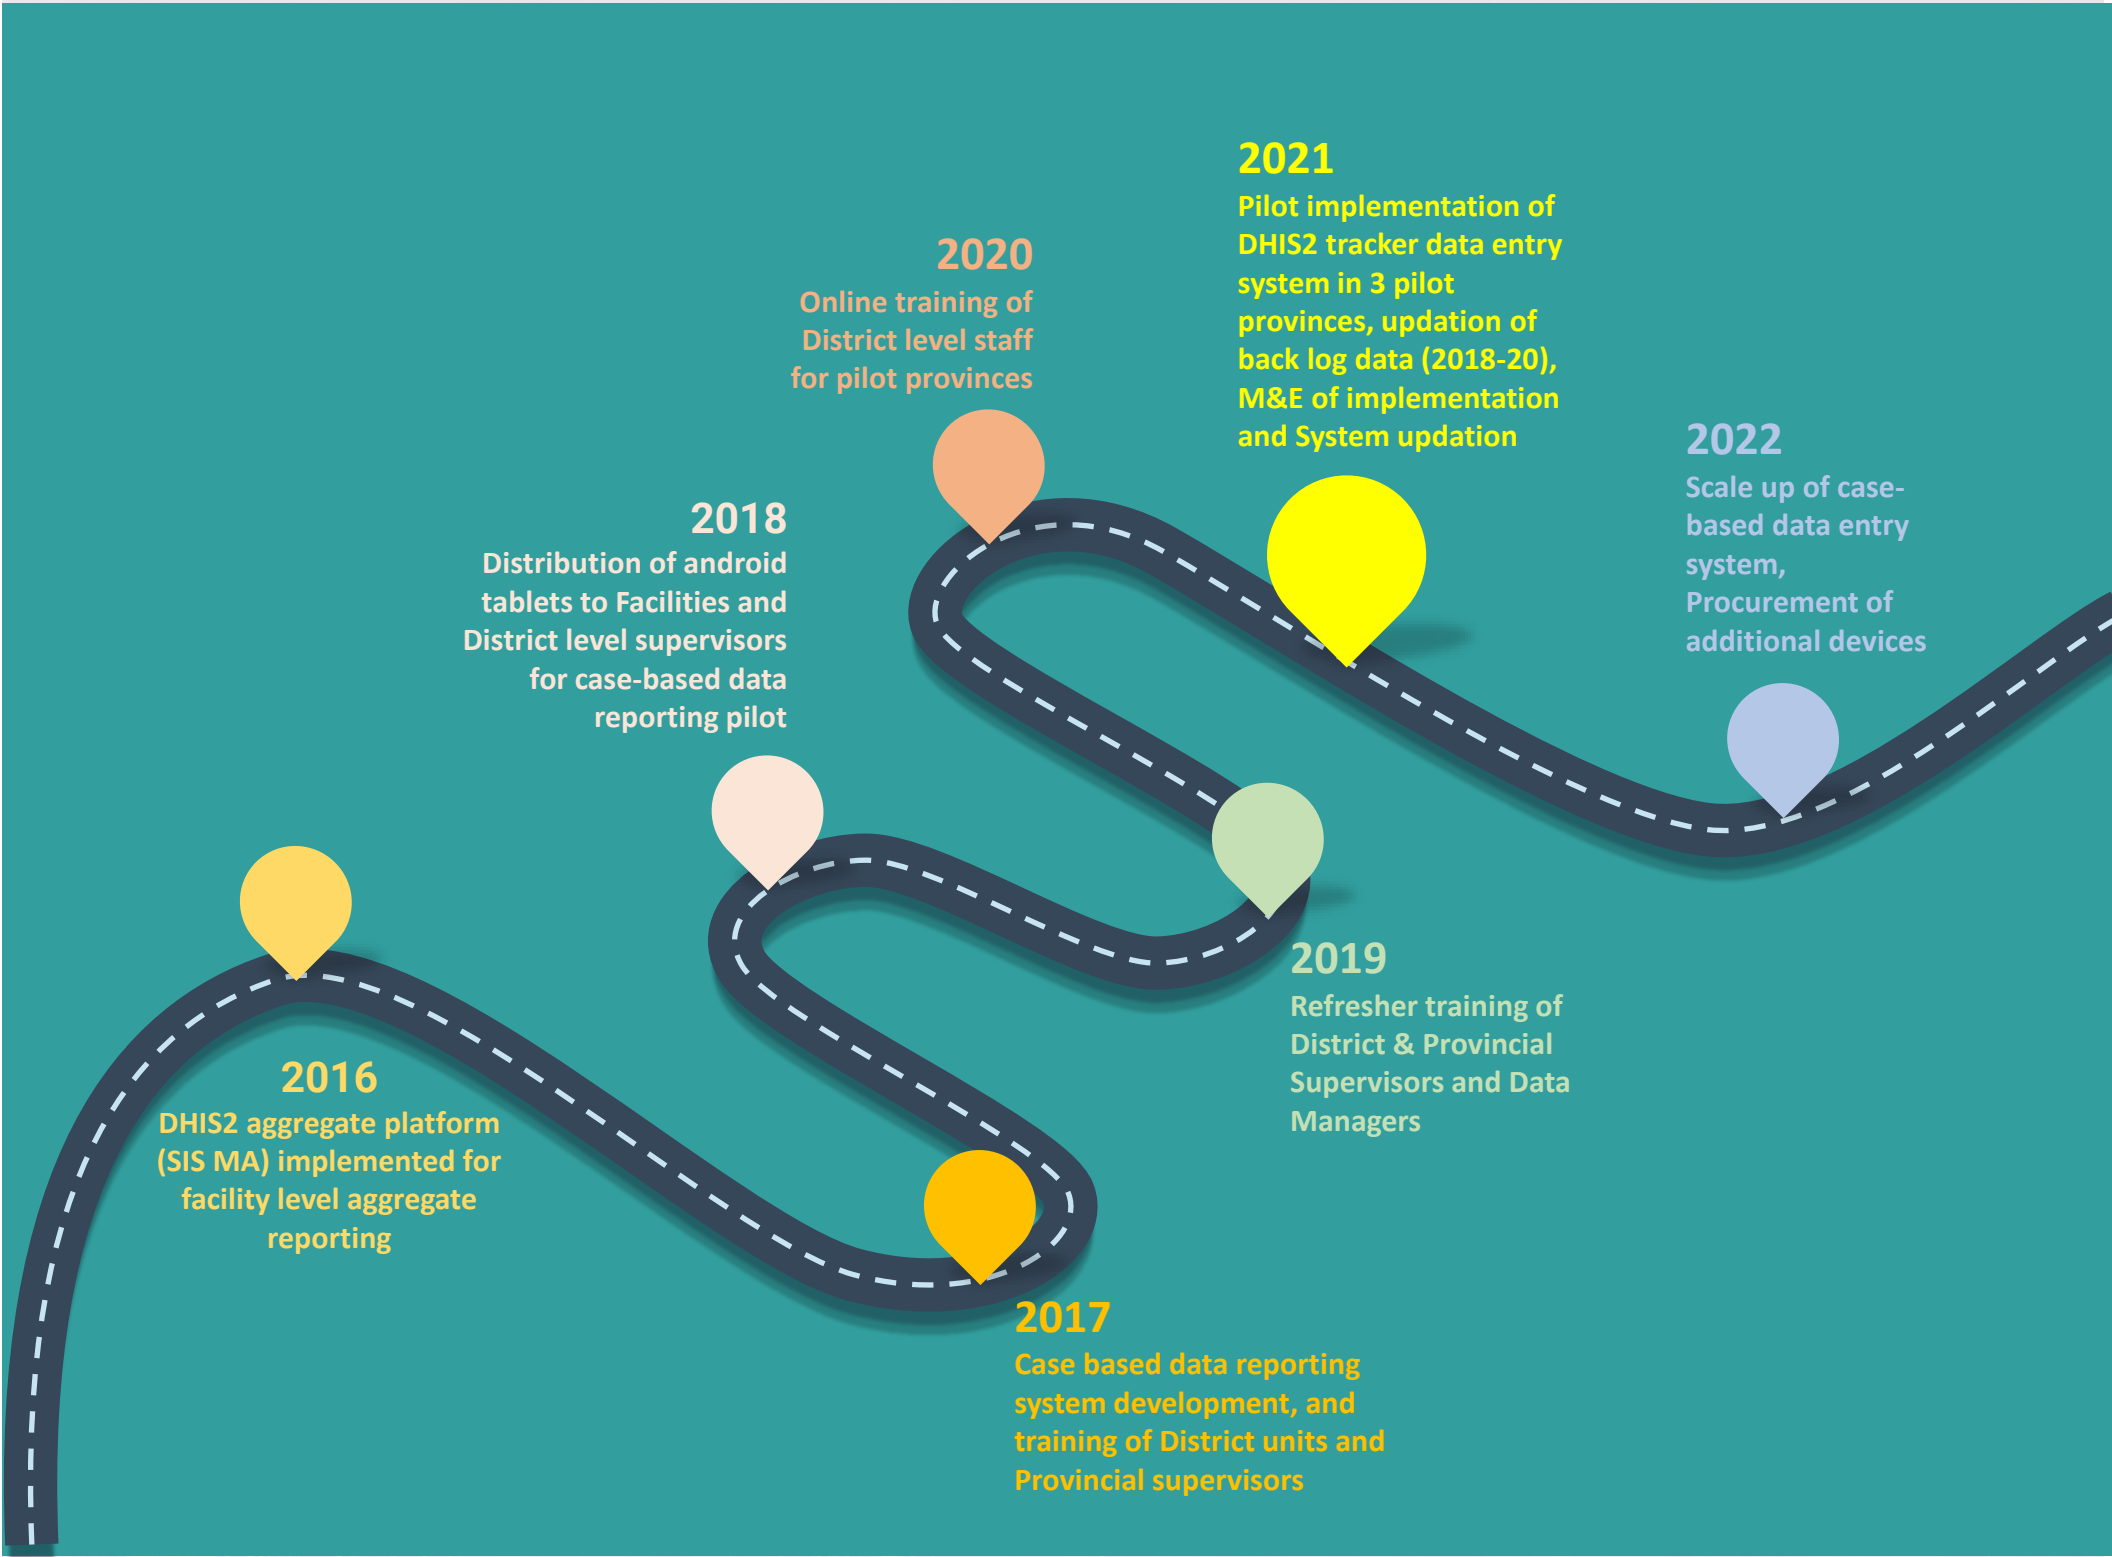 2016
DHIS2 aggregate platform
(SIS MA) implemented for
facility level aggregate
reporting
2017
Case based data reporting
system development, and
training of District units and
Provincial supervisors
2018
Distribution of android
tablets to Facilities and
District level supervisors
for case-based data
reporting pilot
2019
Refresher training of
District & Provincial
Supervisors and Data
Managers
2020
Online training of
District level staff
for pilot provinces
2021
Pilot implementation of
DHIS2 tracker data entry
system in 3 pilot
provinces, updation of
back log data (2018-20),
M&E of implementation
and System updation
2022
Scale up of case-
based data entry
system,
Procurement of
additional devices